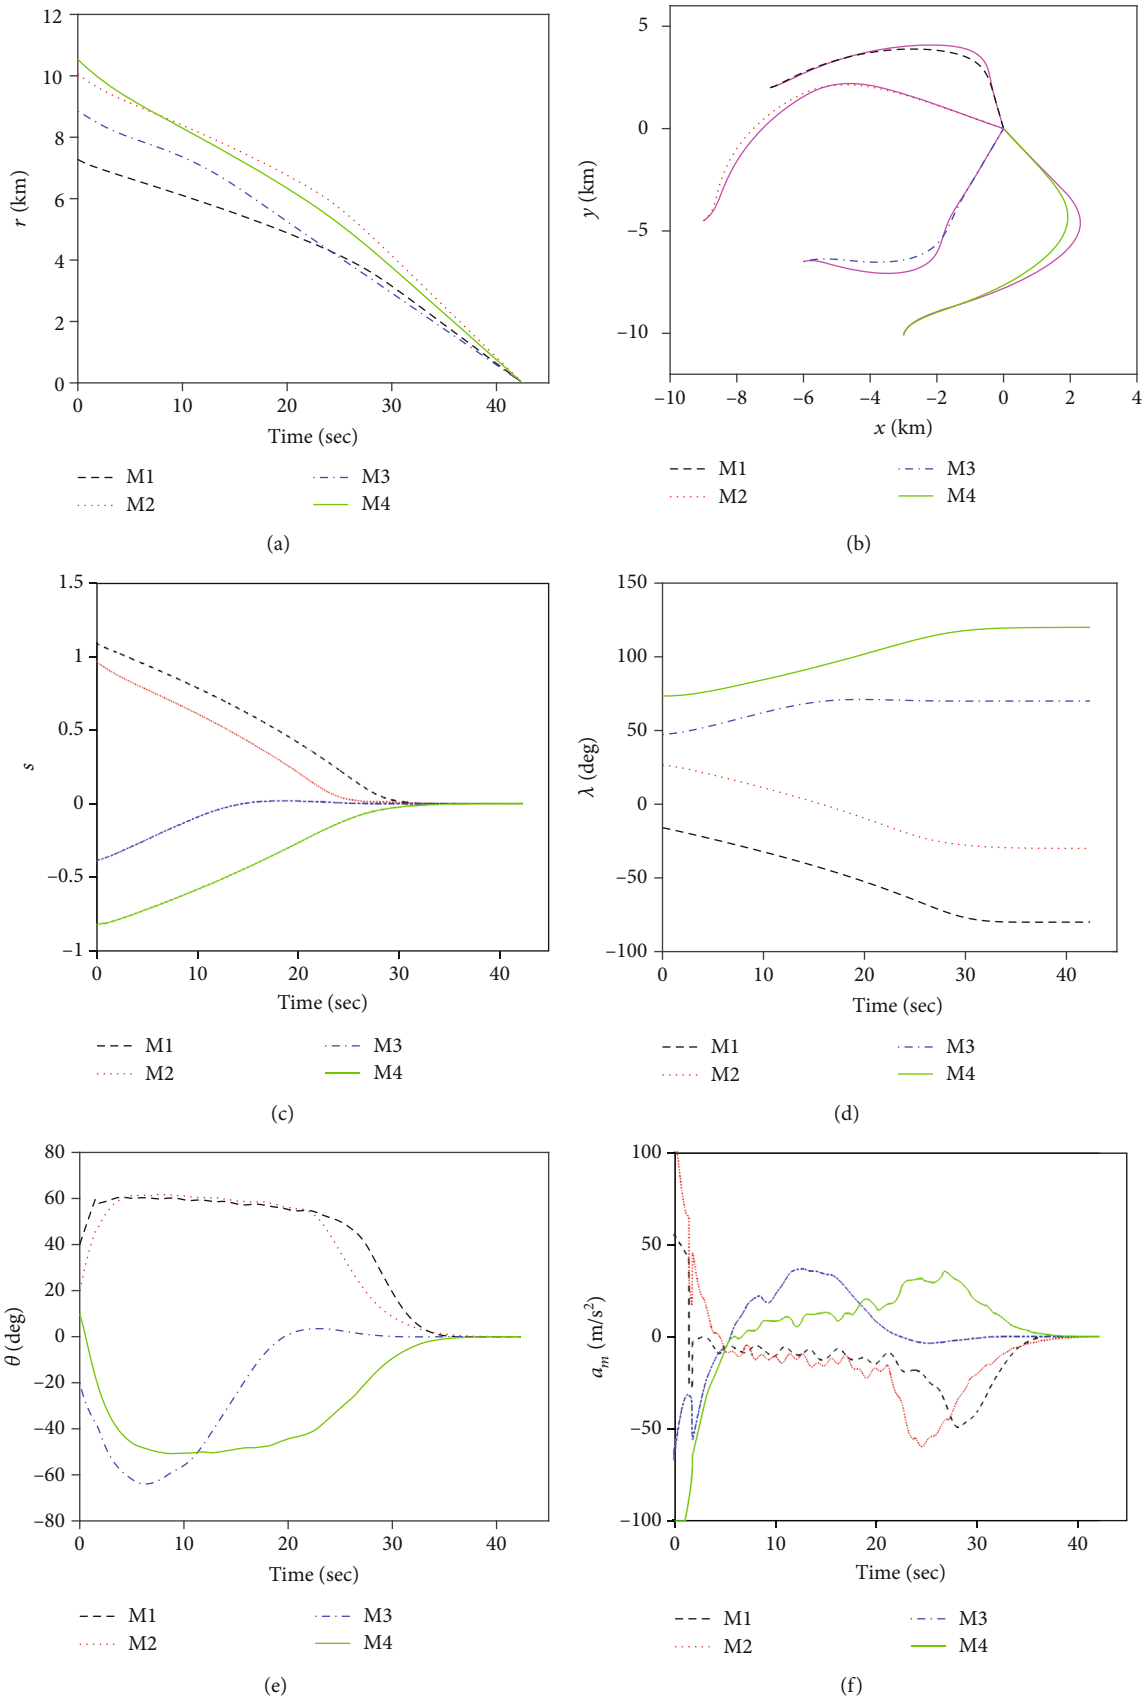 12
10
8
6
4
2
0
r (km)
0
10
20
30
40
Time (sec)
M1
M2
M3
M4
(a)
5
0
–5
–10
y (km)
–10
–8
–6
–4
–2
0
2
4
x (km)
M1
M2
M3
M4
(b)
1.5
1
0.5
0
–0.5
–1
s
0
10
20
30
40
Time (sec)
M1
M2
M3
M4
(c)
150
100
50
0
–50
–100
λ (deg)
0
10
20
30
40
Time (sec)
M1
M2
M3
M4
(d)
80
60
40
20
0
–20
–40
–60
–80
θ (deg)
0
10
20
30
40
Time (sec)
M1
M2
M3
M4
(e)
100
50
0
–50
–100
a_m (m/s²)
0
10
20
30
40
Time (sec)
M1
M2
M3
M4
(f)